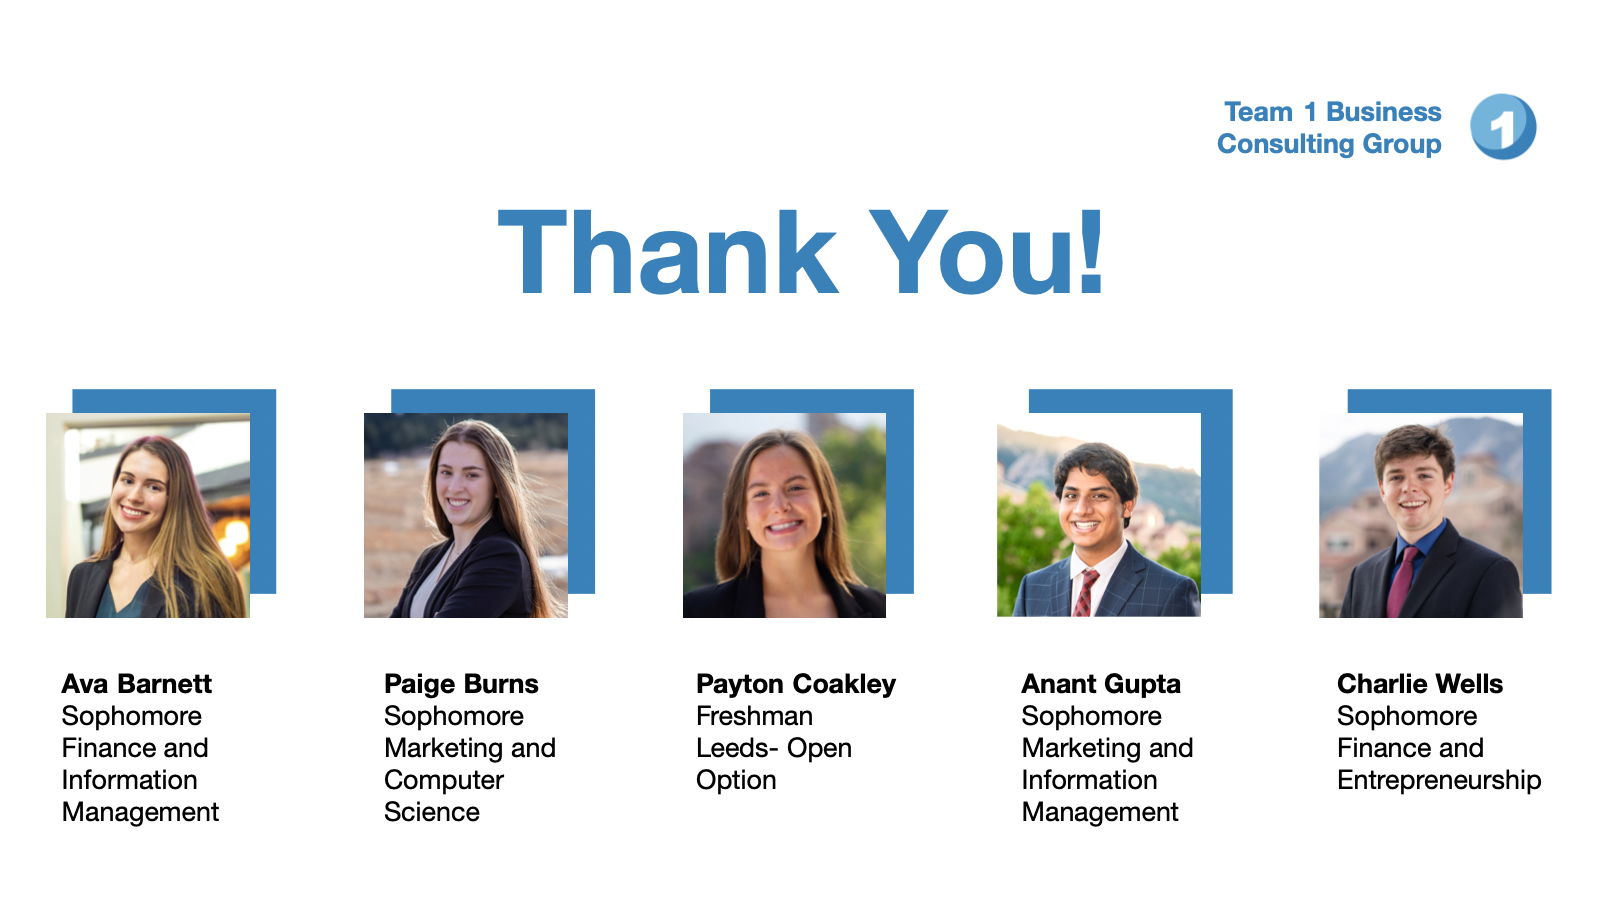 Team 1 Business
Consulting Group
1
Thank You!
Ava Barnett
Sophomore
Finance and
Information
Management
Paige Burns
Sophomore
Marketing and
Computer
Science
Payton Coakley
Freshman
Leeds- Open
Option
Anant Gupta
Sophomore
Marketing and
Information
Management
Charlie Wells
Sophomore
Finance and
Entrepreneurship